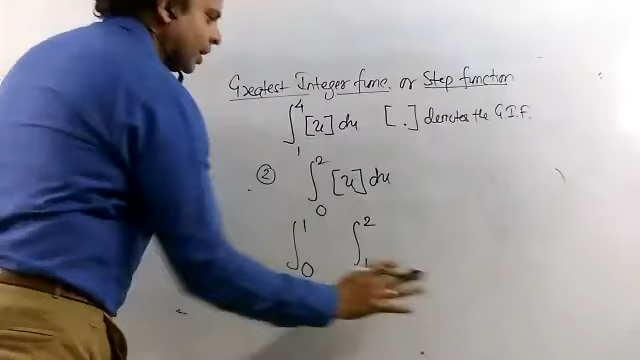 Greatest Integer func. or Step function
∫₁⁴ [x] dx [ . ] denotes the G.I.F.
② ∫₀² [x] dx
∫₀¹ ∫₁²